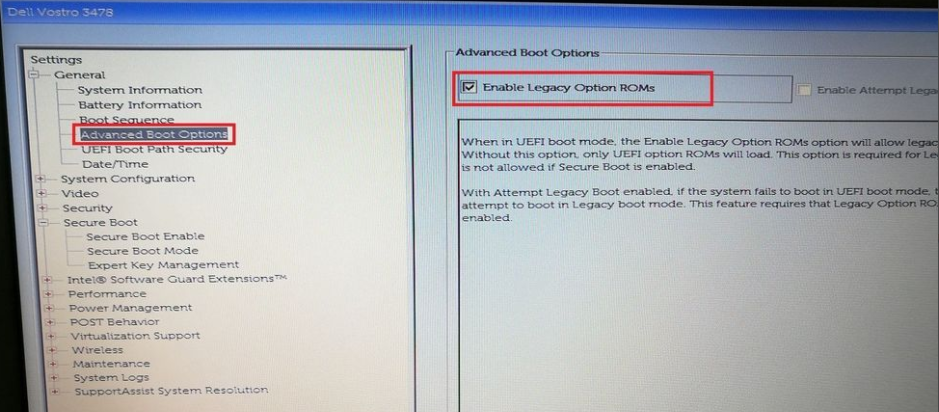 Dell Vostro 3478
Settings
General
System Information
Battery Information
Boot Sequence
Advanced Boot Options
UEFI Boot Path Security
Date/Time
System Configuration
Video
Security
Secure Boot
Secure Boot Enable
Secure Boot Mode
Expert Key Management
Intel® Software Guard Extensions™
Performance
Power Management
POST Behavior
Virtualization Support
Wireless
Maintenance
System Logs
SupportAssist System Resolution
Advanced Boot Options
Enable Legacy Option ROMs
Enable Attempt Lega
When in UEFI boot mode, the Enable Legacy Option ROMs option will allow legac
Without this option, only UEFI option ROMs will load. This option is required for Le
is not allowed if Secure Boot is enabled.
With Attempt Legacy Boot enabled, if the system fails to boot in UEFI boot mode, t
attempt to boot in Legacy boot mode. This feature requires that Legacy Option RO
enabled.